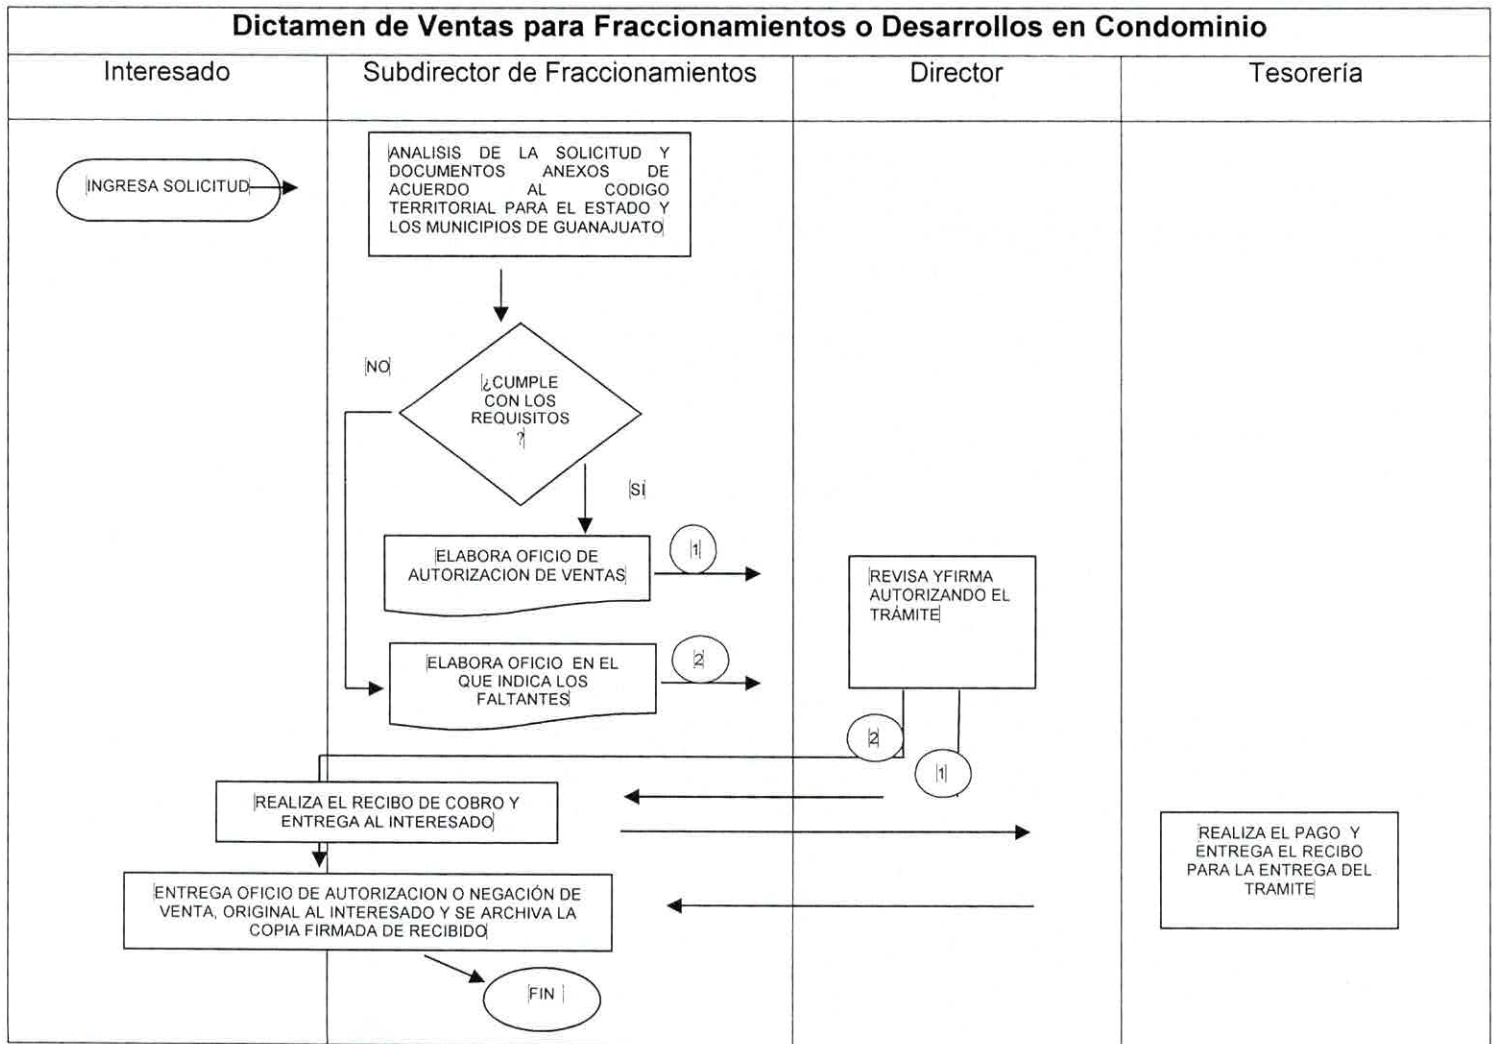 Dictamen de Ventas para Fraccionamientos o Desarrollos en Condominio
Interesado
Subdirector de Fraccionamientos
Director
Tesorería
INGRESA SOLICITUD
ANALISIS DE LA SOLICITUD Y
DOCUMENTOS ANEXOS DE
ACUERDO AL CODIGO
TERRITORIAL PARA EL ESTADO Y
LOS MUNICIPIOS DE GUANAJUATO
NO
¿CUMPLE
CON LOS
REQUISITOS
?
SÍ
ELABORA OFICIO DE
AUTORIZACION DE VENTAS
1
REVISA YFIRMA
AUTORIZANDO EL
TRÁMITE
ELABORA OFICIO EN EL
QUE INDICA LOS
FALTANTES
2
2
1
REALIZA EL RECIBO DE COBRO Y
ENTREGA AL INTERESADO
REALIZA EL PAGO Y
ENTREGA EL RECIBO
PARA LA ENTREGA DEL
TRAMITE
ENTREGA OFICIO DE AUTORIZACION O NEGACIÓN DE
VENTA, ORIGINAL AL INTERESADO Y SE ARCHIVA LA
COPIA FIRMADA DE RECIBIDO
FIN